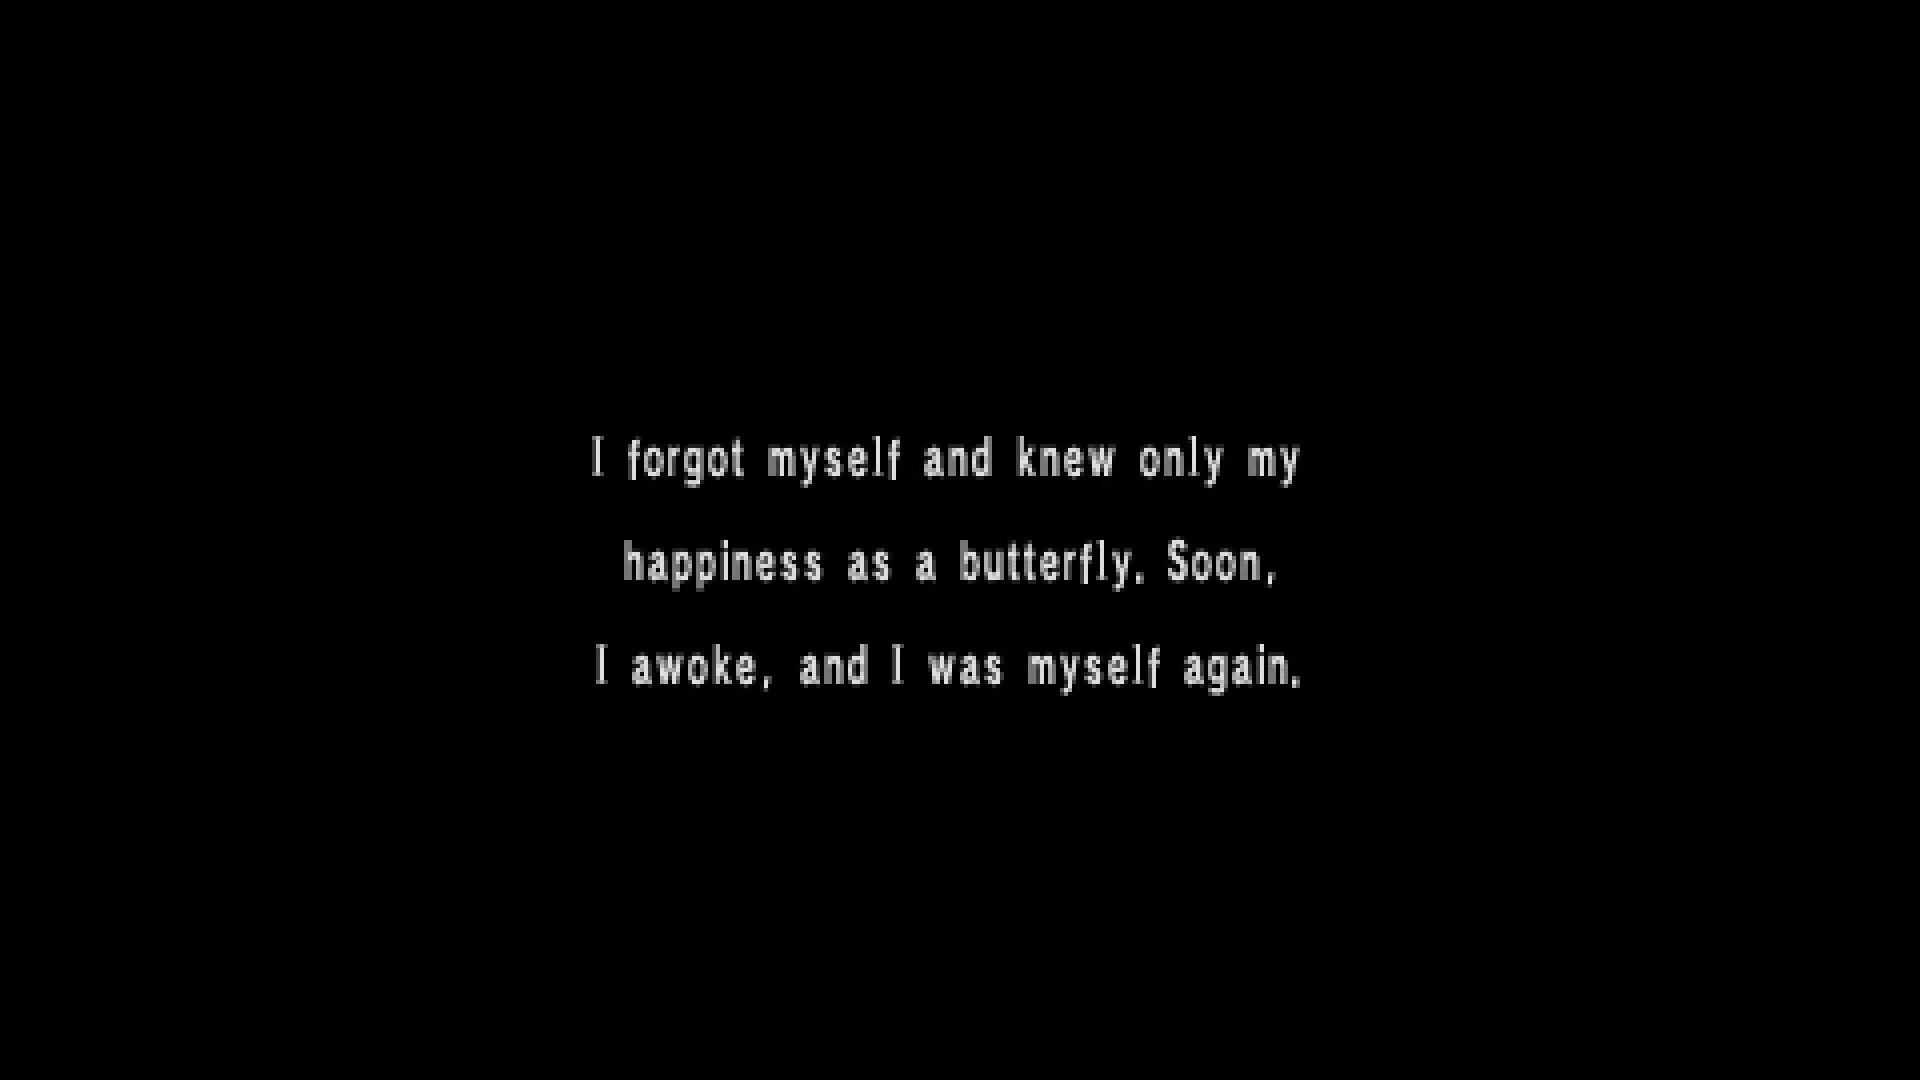 I forgot myself and knew only my
happiness as a butterfly. Soon,
I awoke, and I was myself again.